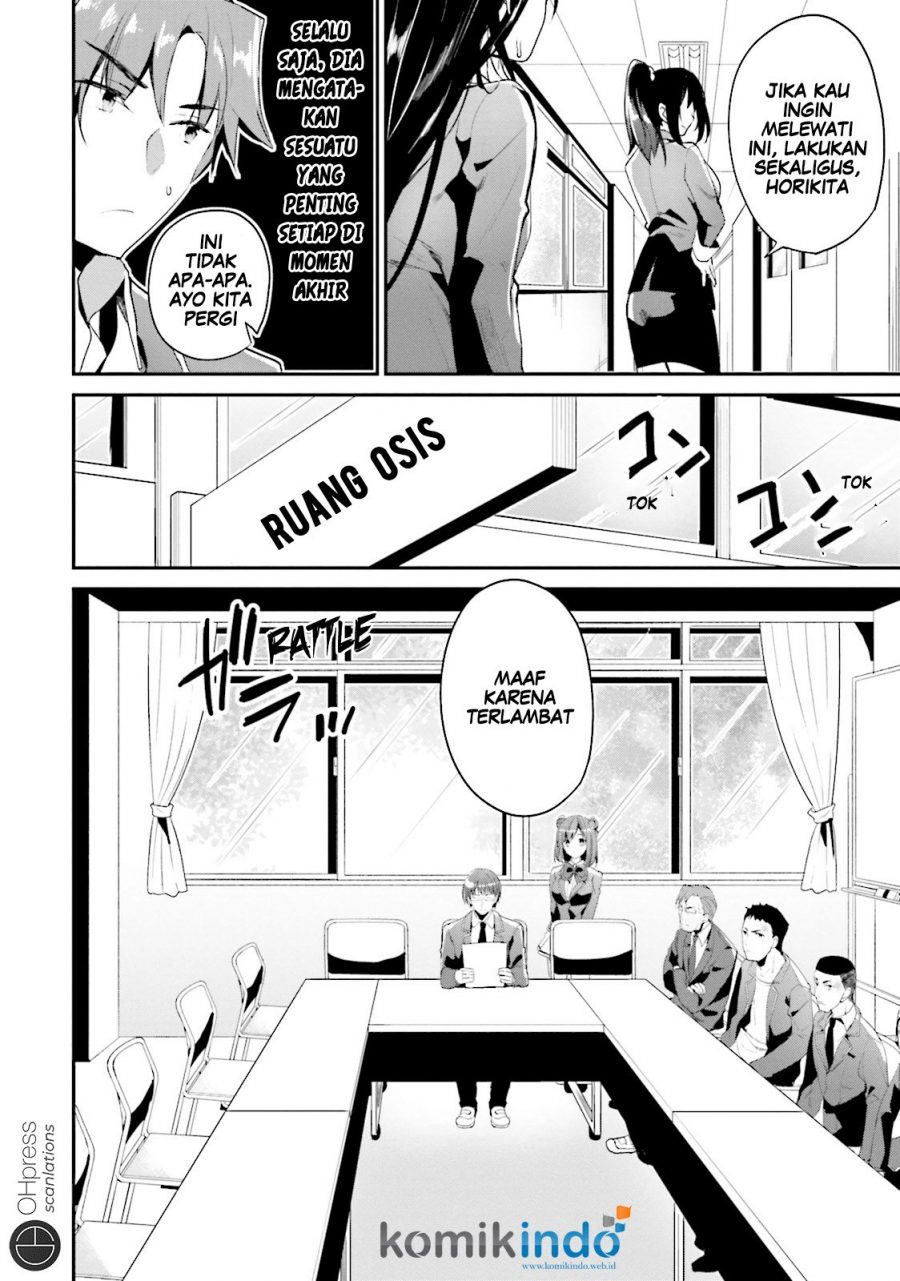 JIKA KAU
INGIN
MELEWATI
INI, LAKUKAN
SEKALIGUS,
HORIKITA
SELALU
SAJA, DIA
MENGATA-
KAN
SESUATU
YANG
PENTING
SETIAP DI
MOMEN
AKHIR
INI
TIDAK
APA-APA.
AYO KITA
PERGI
コン
TOK
コン
TOK
RUANG OSIS
RATTLE
ガラッ
MAAF
KARENA
TERLAMBAT
OHpress
scanlations
komikindo
www.komikindo.web.id